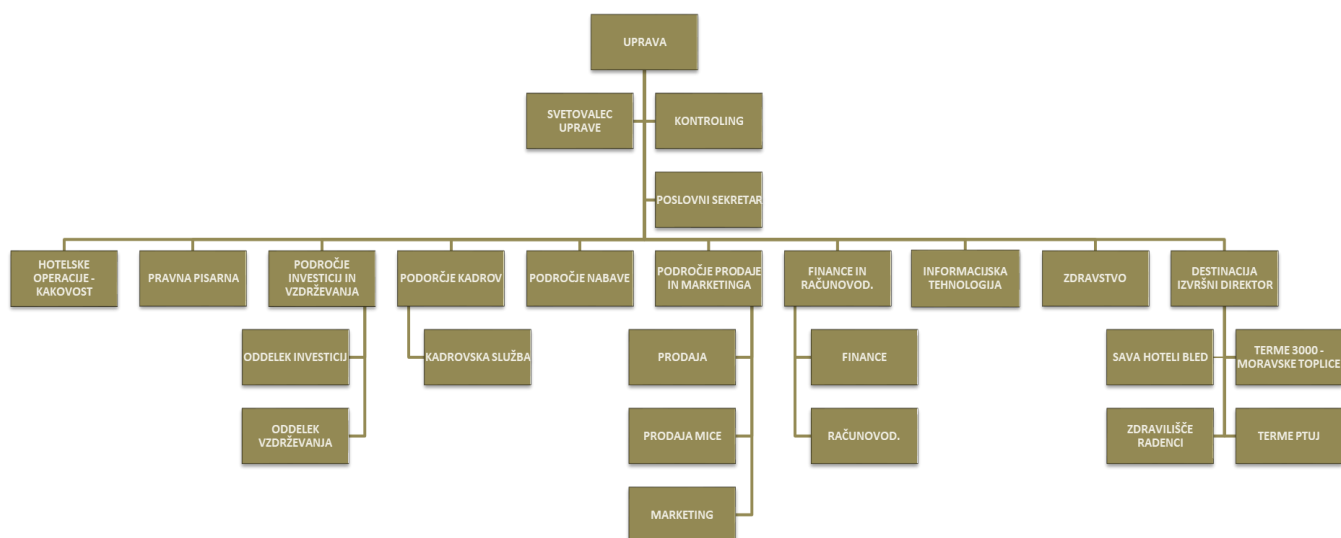 UPRAVA
SVETOVALEC
UPRAVE
KONTROLING
POSLOVNI SEKRETAR
HOTELSKE
OPERACIJE -
KAKOVOST
PRAVNA PISARNA
PODROČJE
INVESTICIJ IN
VZDRŽEVANJA
PODORČJE KADROV
PODROČJE NABAVE
PODROČJE PRODAJE
IN MARKETINGA
FINANCE IN
RAČUNOVOD.
INFORMACIJSKA
TEHNOLOGIJA
ZDRAVSTVO
DESTINACIJA
IZVRŠNI DIREKTOR
ODDELEK INVESTICIJ
KADROVSKA SLUŽBA
PRODAJA
FINANCE
SAVA HOTELI BLED
TERME 3000 -
MORAVSKE TOPLICE
ODDELEK
VZDRŽEVANJA
PRODAJA MICE
RAČUNOVOD.
ZDRAVILIŠČE
RADENCI
TERME PTUJ
MARKETING